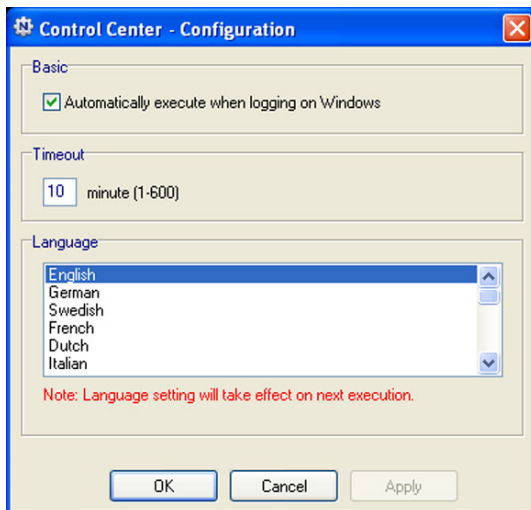 Control Center - Configuration
Basic
Automatically execute when logging on Windows
Timeout
10 minute (1-600)
Language
English
German
Swedish
French
Dutch
Italian
Note: Language setting will take effect on next execution.
OK Cancel Apply